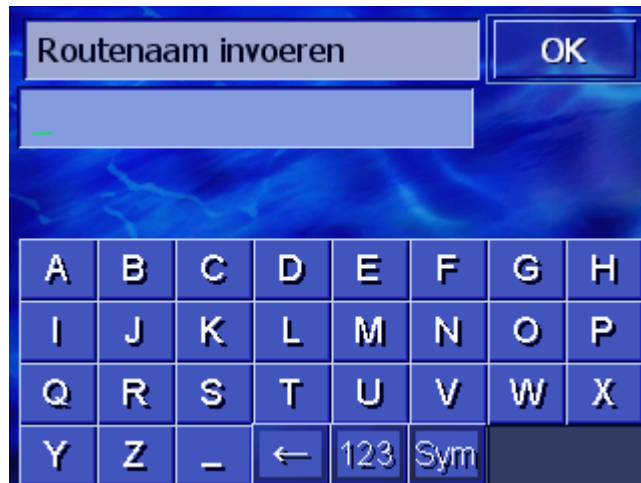 Routenaam invoeren OK
_
A B C D E F G H
I J K L M N O P
Q R S T U V W X
Y Z _ ← 123 Sym